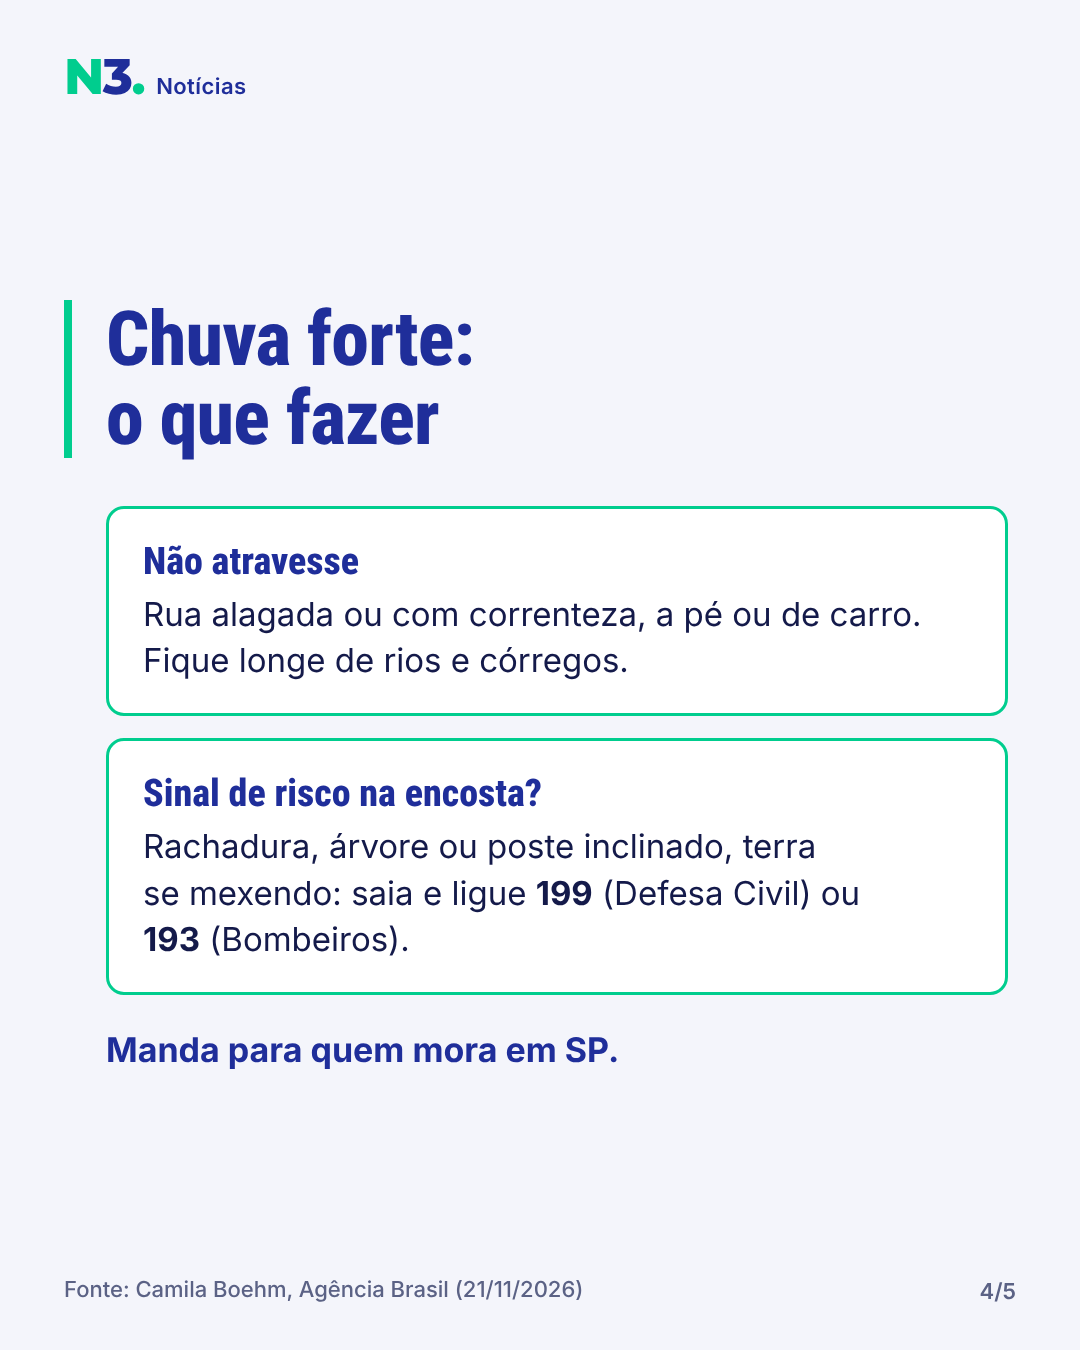 N3. Notícias
Chuva forte:
o que fazer
Não atravesse
Rua alagada ou com correnteza, a pé ou de carro.
Fique longe de rios e córregos.
Sinal de risco na encosta?
Rachadura, árvore ou poste inclinado, terra
se mexendo: saia e ligue 199 (Defesa Civil) ou
193 (Bombeiros).
Manda para quem mora em SP.
Fonte: Camila Boehm, Agência Brasil (21/11/2026)
4/5